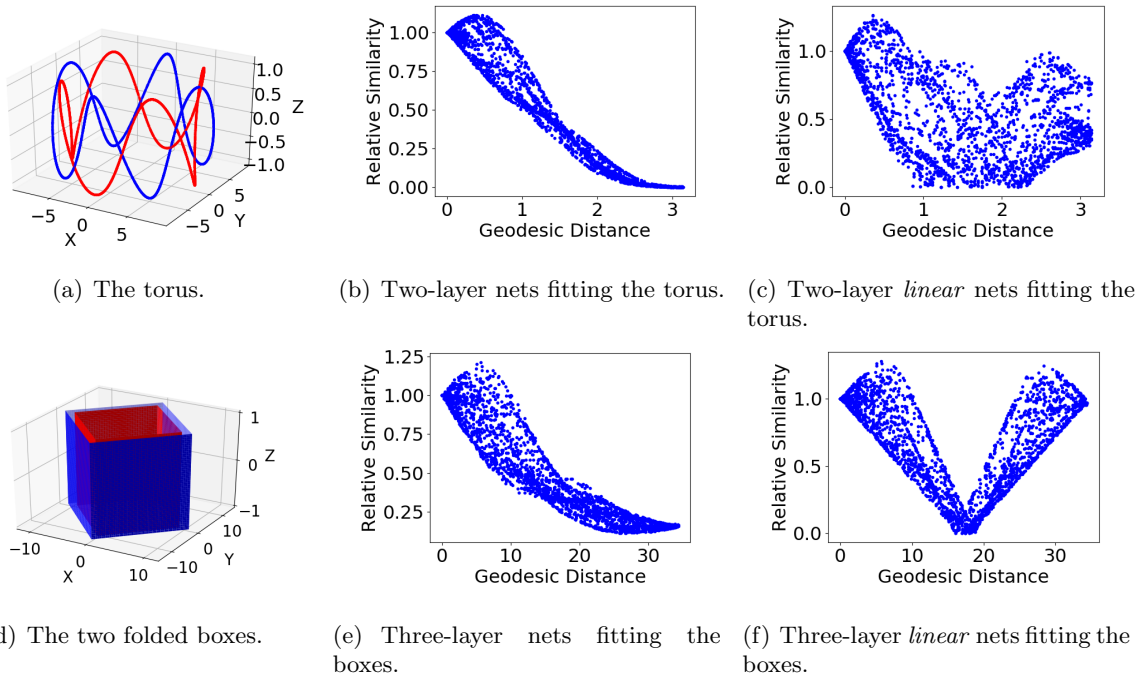 1.0
0.5
0.0
−0.5
−1.0
Z
−5
0
5
X
−5
0
5
Y
1.00
0.75
0.50
0.25
0.00
Relative Similarity
0
1
2
3
Geodesic Distance
1.0
0.5
0.0
Relative Similarity
0
1
2
3
Geodesic Distance
(a) The torus.
(b) Two-layer nets fitting the torus.
(c) Two-layer linear nets fitting the
torus.
1
0
−1
Z
−10
0
10
X
−10
0
10
Y
1.25
1.00
0.75
0.50
0.25
Relative Similarity
0
10
20
30
Geodesic Distance
1.0
0.5
0.0
Relative Similarity
0
10
20
30
Geodesic Distance
) The two folded boxes.
(e) Three-layer nets fitting the
boxes.
(f) Three-layer linear nets fitting the
boxes.